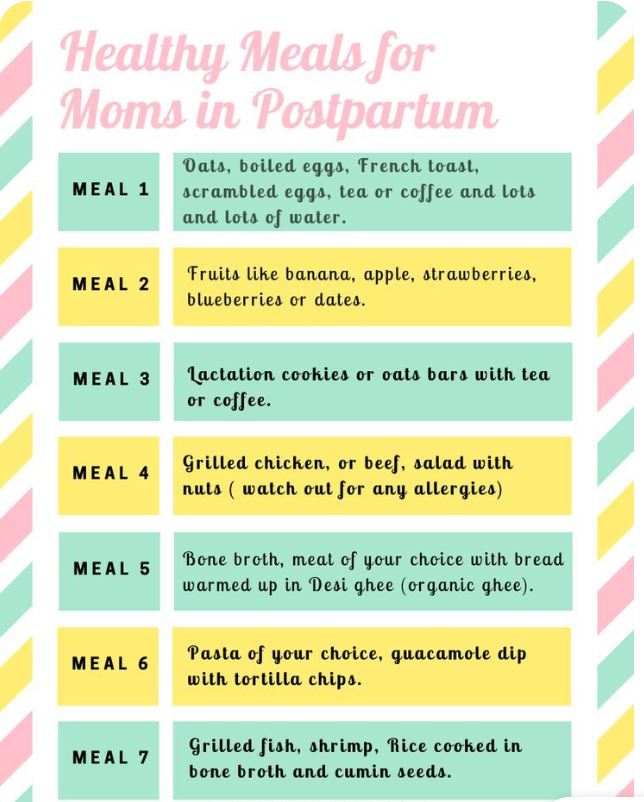 Healthy Meals for
Moms in Postpartum
MEAL 1
Oats, boiled eggs, French toast,
scrambled eggs, tea or coffee and lots
and lots of water.
MEAL 2
Fruits like banana, apple, strawberries,
blueberries or dates.
MEAL 3
Lactation cookies or oats bars with tea
or coffee.
MEAL 4
Grilled chicken, or beef, salad with
nuts ( watch out for any allergies)
MEAL 5
Bone broth, meat of your choice with bread
warmed up in Desi ghee (organic ghee).
MEAL 6
Pasta of your choice, guacamole dip
with tortilla chips.
MEAL 7
Grilled fish, shrimp, Rice cooked in
bone broth and cumin seeds.